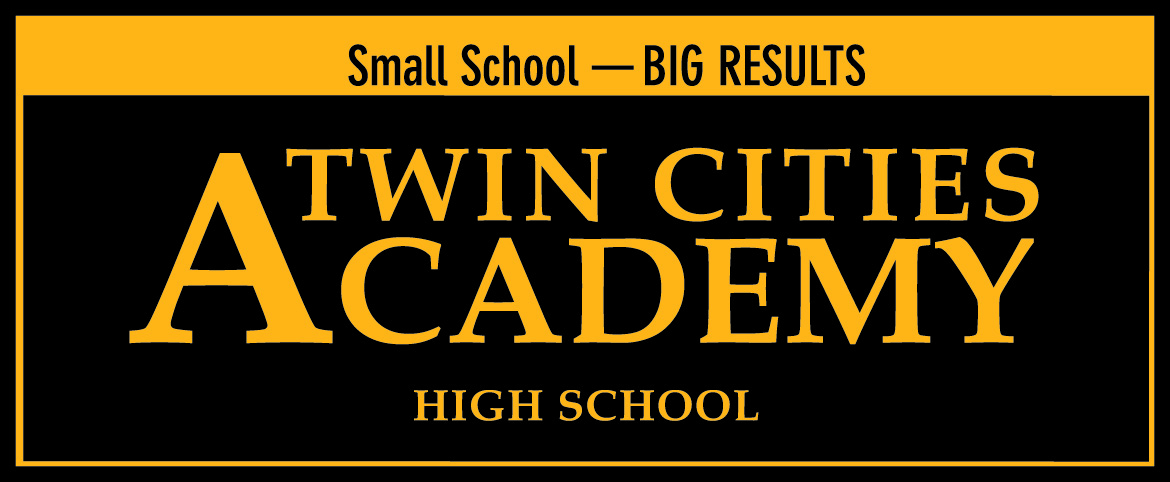 Small School — BIG RESULTS
TWIN CITIES
ACADEMY
HIGH SCHOOL